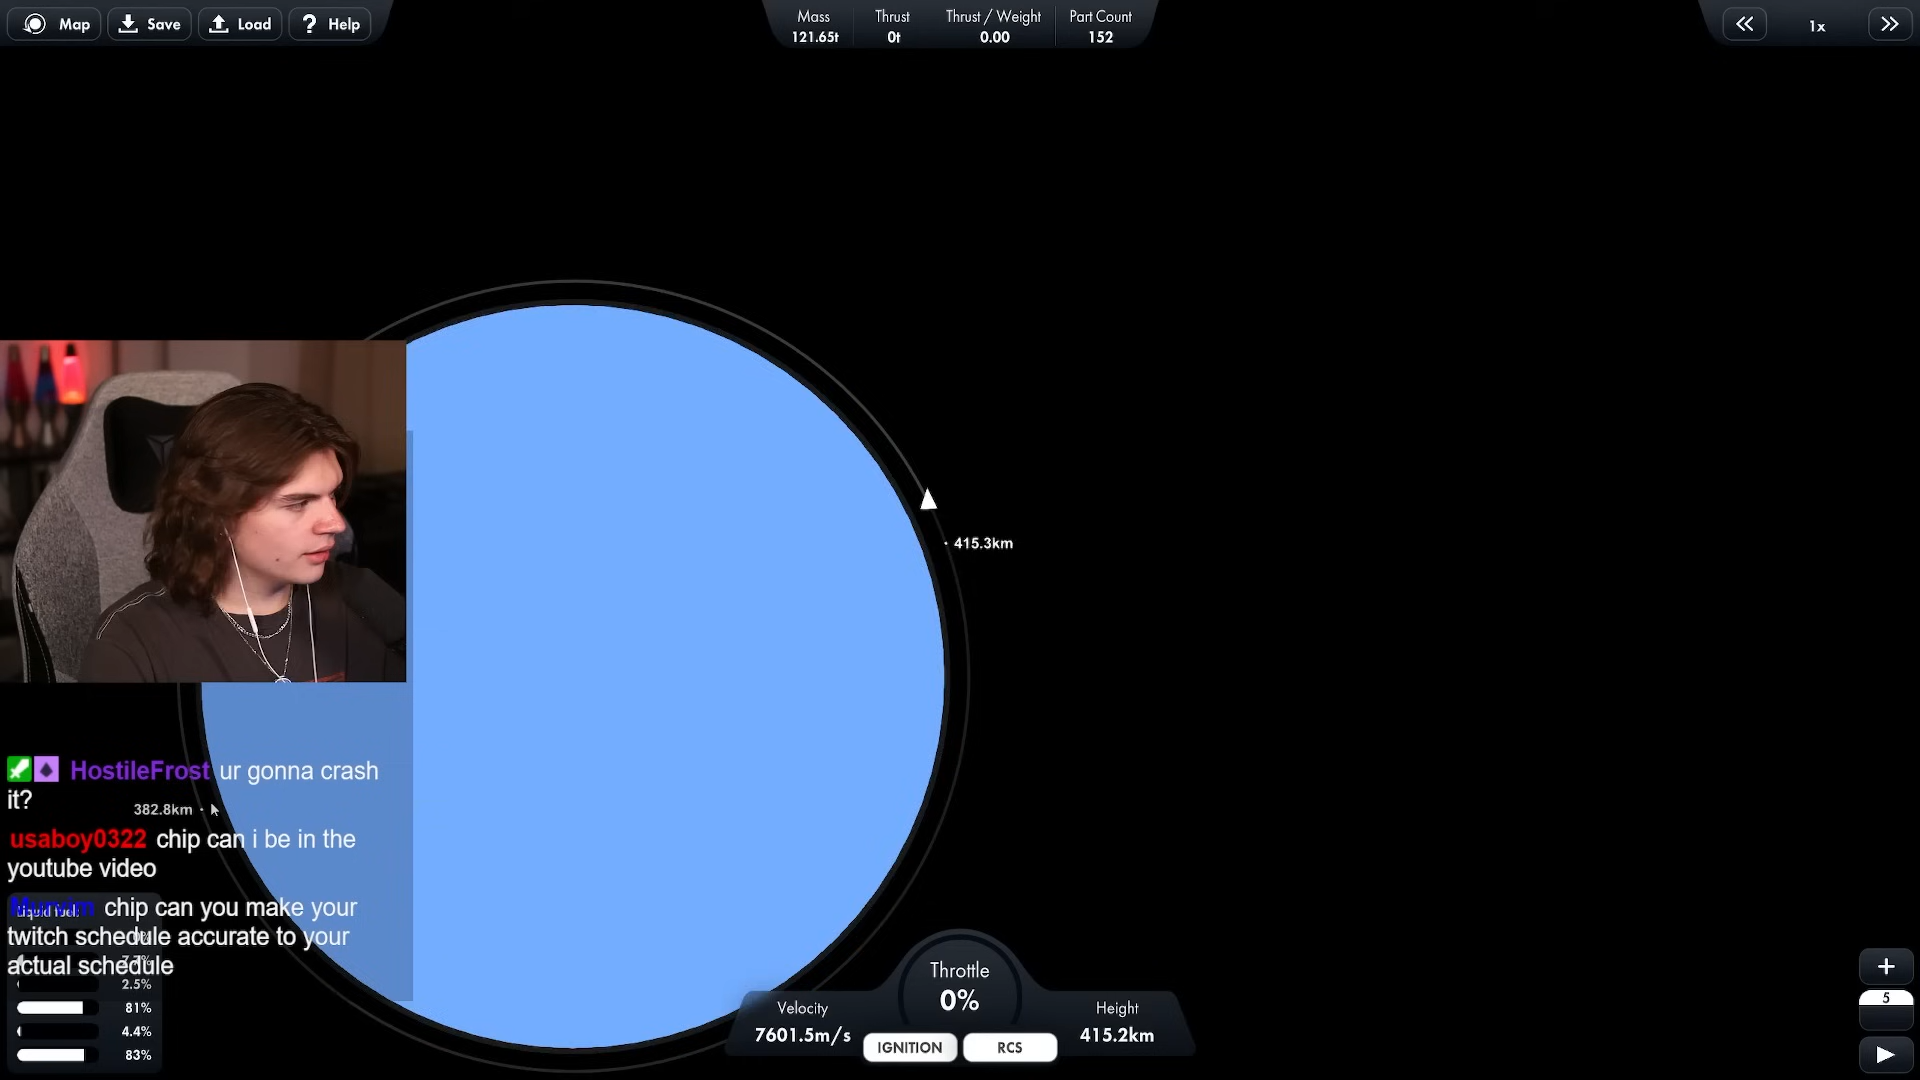 Map Save Load ? Help
Mass Thrust Thrust / Weight Part Count
121.65t 0t 0.00 152
1x
415.3km
HostileFrost ur gonna crash
it?
382.8km
usaboy0322 chip can i be in the
youtube video
chip can you make your
twitch schedule accurate to your
actual schedule
2.5%
81%
4.4%
83%
Throttle
0%
Velocity
7601.5m/s
IGNITION RCS
Height
415.2km
+
5